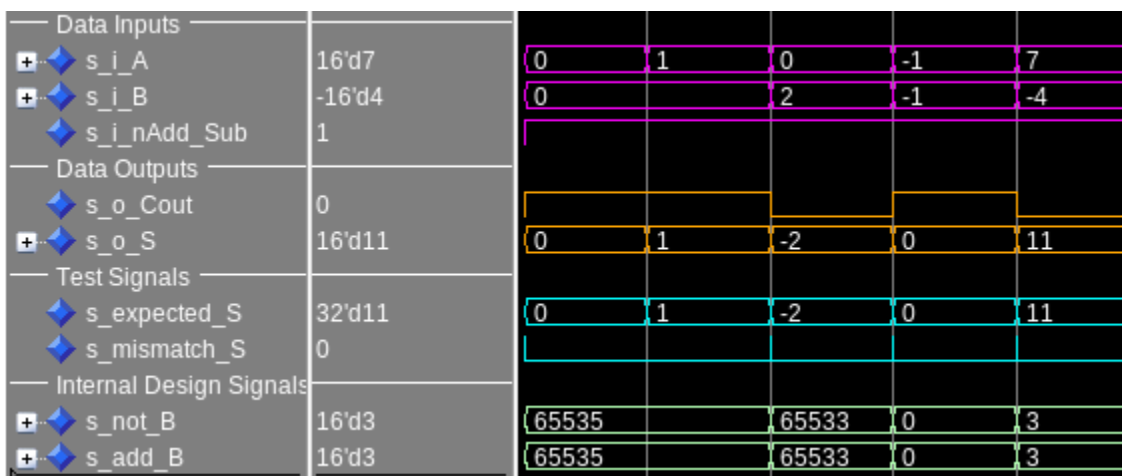 Data Inputs
s_i_A 16'd7 0 1 0 -1 7
s_i_B -16'd4 0 2 -1 -4
s_i_nAdd_Sub 1
Data Outputs
s_o_Cout 0
s_o_S 16'd11 0 1 -2 0 11
Test Signals
s_expected_S 32'd11 0 1 -2 0 11
s_mismatch_S 0
Internal Design Signals
s_not_B 16'd3 65535 65533 0 3
s_add_B 16'd3 65535 65533 0 3